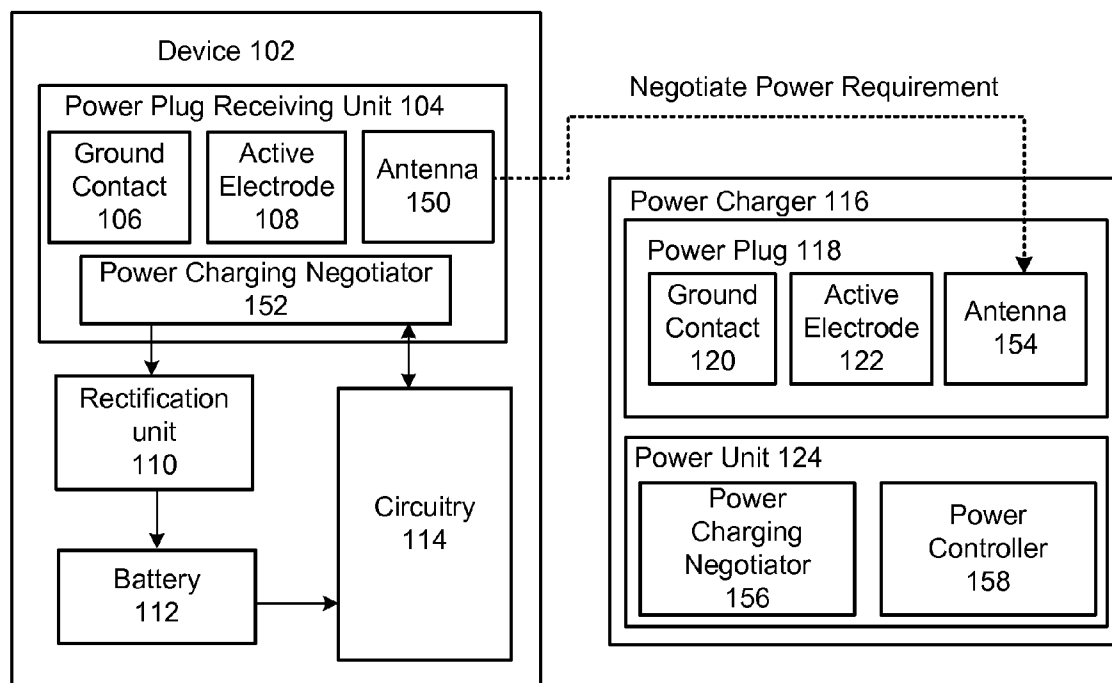 Device 102
Power Plug Receiving Unit 104
Ground
Contact
106
Active
Electrode
108
Antenna
150
Power Charging Negotiator
152
Rectification
unit
110
Battery
112
Circuitry
114
Negotiate Power Requirement
Power Charger 116
Power Plug 118
Ground
Contact
120
Active
Electrode
122
Antenna
154
Power Unit 124
Power
Charging
Negotiator
156
Power
Controller
158